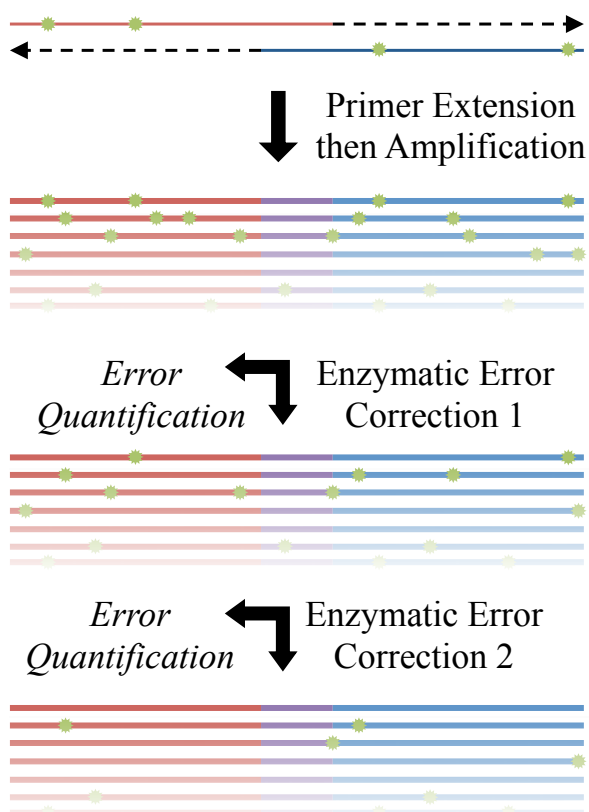 Primer Extension
then Amplification
Error
Quantification
Enzymatic Error
Correction 1
Error
Quantification
Enzymatic Error
Correction 2